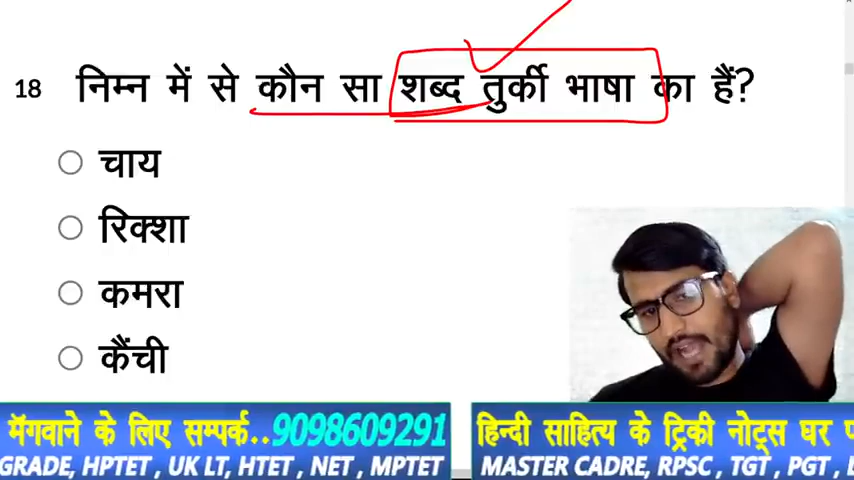 18 निम्न में से कौन सा शब्द तुर्की भाषा का हैं?
चाय
रिक्शा
कमरा
कैंची
मॅगवाने के लिए सम्पर्क..9098609291
हिन्दी साहित्य के ट्रिकी नोट्स घर
GRADE, HPTET, UK LT, HTET, NET, MPTET
MASTER CADRE, RPSC, TGT, PGT,